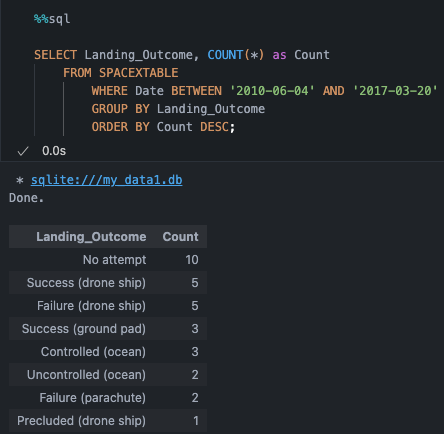 %%sql
SELECT Landing_Outcome, COUNT(*) as Count
FROM SPACEXTABLE
WHERE Date BETWEEN '2010-06-04' AND '2017-03-20'
GROUP BY Landing_Outcome
ORDER BY Count DESC;
✓ 0.0s
* sqlite:///my_data1.db
Done.
Landing_Outcome Count
No attempt 10
Success (drone ship) 5
Failure (drone ship) 5
Success (ground pad) 3
Controlled (ocean) 3
Uncontrolled (ocean) 2
Failure (parachute) 2
Precluded (drone ship) 1